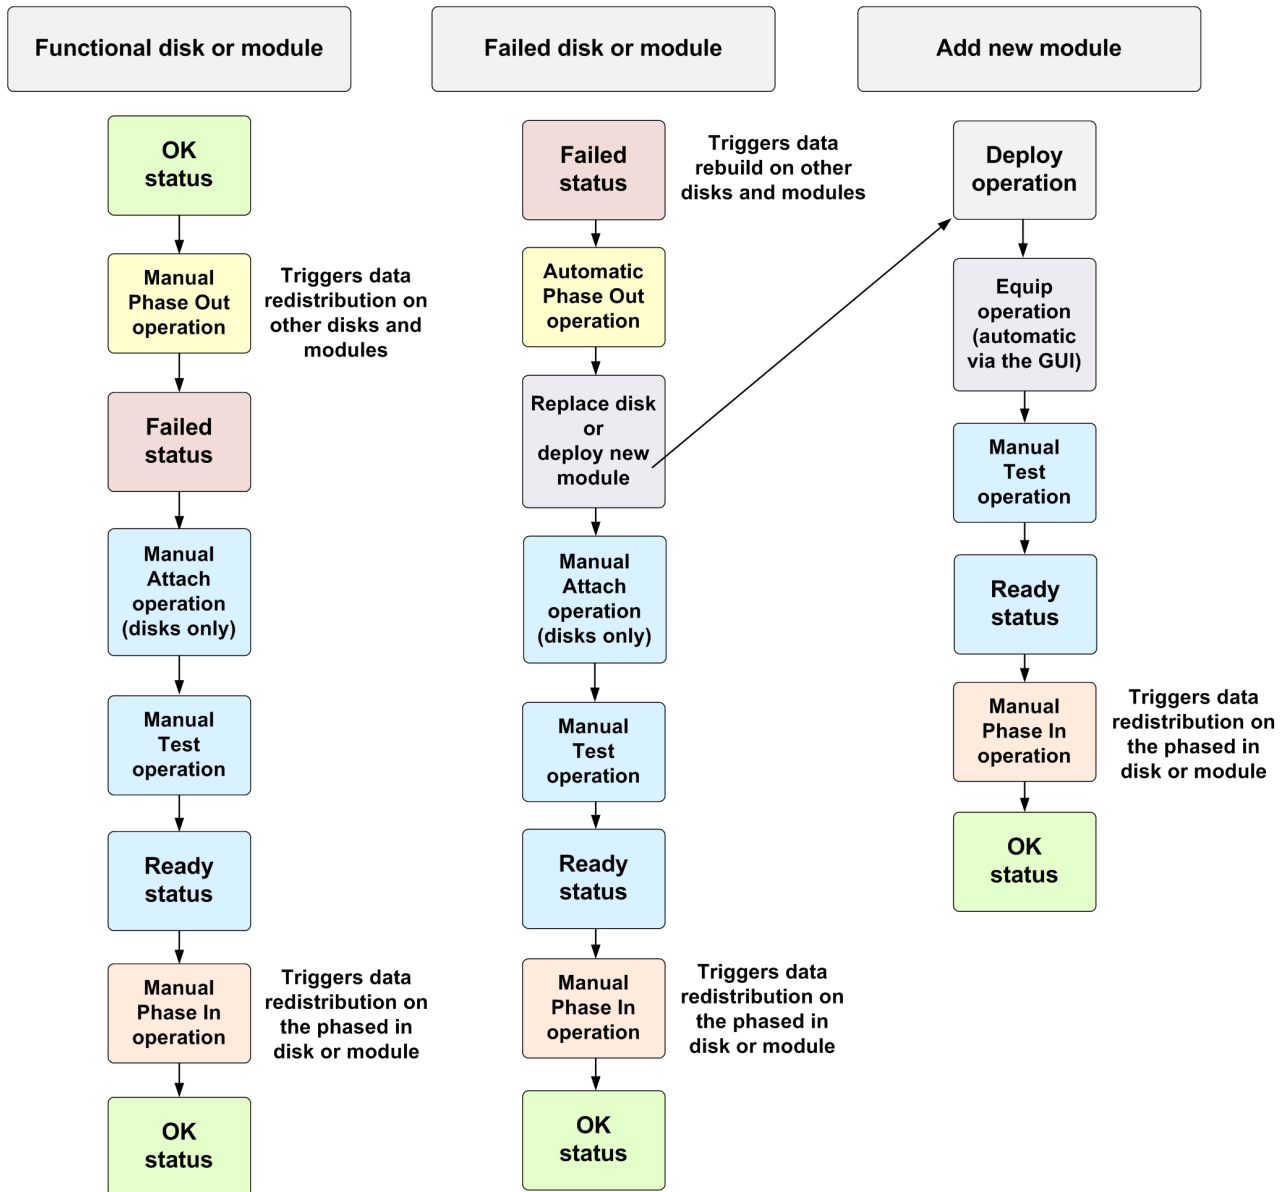 Functional disk or module
OK
status
Manual
Phase Out
operation
Triggers data
redistribution on
other disks and
modules
Failed
status
Manual
Attach
operation
(disks only)
Manual
Test
operation
Ready
status
Manual
Phase In
operation
Triggers data
redistribution on
the phased in
disk or module
OK
status
Failed disk or module
Failed
status
Triggers data
rebuild on other
disks and modules
Automatic
Phase Out
operation
Replace disk
or
deploy new
module
Manual
Attach
operation
(disks only)
Manual
Test
operation
Ready
status
Manual
Phase In
operation
Triggers data
redistribution on
the phased in
disk or module
OK
status
Add new module
Deploy
operation
Equip
operation
(automatic
via the GUI)
Manual
Test
operation
Ready
status
Manual
Phase In
operation
Triggers data
redistribution on
the phased in
disk or module
OK
status